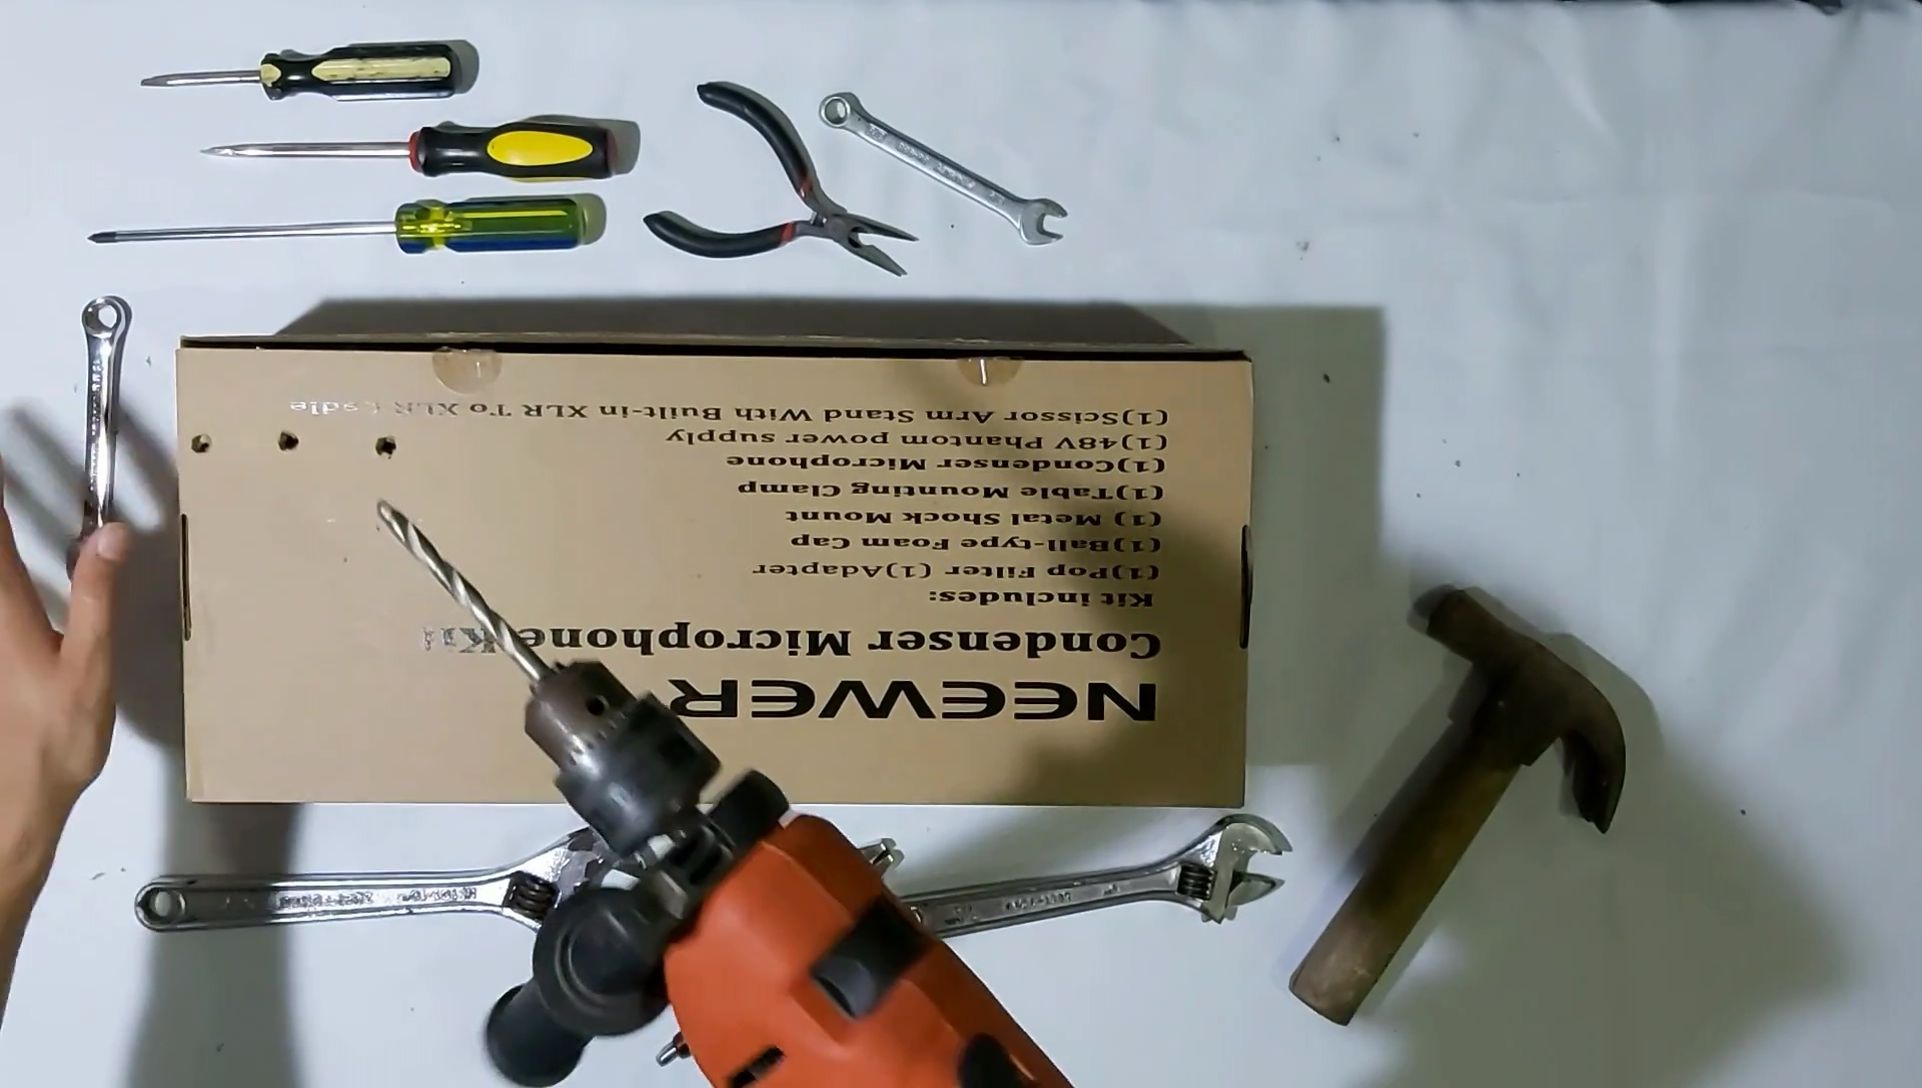 NEEWER
Condenser Microphone Kit
Kit includes:
(1)Pop Filter (1)Adapter
(1)Ball-type Foam Cap
(1) Metal Shock Mount
(1)Table Mounting Clamp
(1)Condenser Microphone
(1)48V Phantom power supply
(1)Scissor Arm Stand With Built-in XLR To XLR Cable